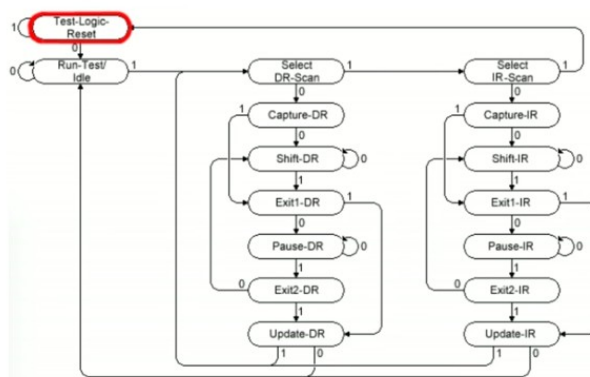 Test-Logic-
Reset
1
0
Run-Test/
Idle
0
1
Select
DR-Scan
1
Select
IR-Scan
1
0
0
1
Capture-DR
1
Capture-IR
0
0
Shift-DR
0
Shift-IR
0
1
1
Exit1-DR
1
Exit1-IR
1
0
0
Pause-DR
0
Pause-IR
0
1
1
0
Exit2-DR
0
Exit2-IR
1
1
Update-DR
Update-IR
1
0
1
0